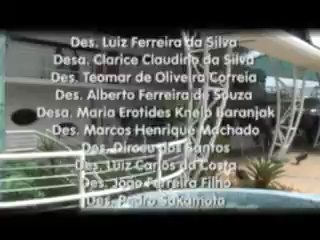 Des. Luiz Ferreira da Silva
Desa. Clarice Claudino da Silva
Des. Teomar de Oliveira Correia
Des. Alberto Ferreira de Souza
Desa. Maria Erotides Kneip Baranjak
Des. Marcos Henrique Machado
Des. Dirceu dos Santos
Des. Luiz Carlos da Costa
Des. João Ferreira Filho
Des. Pedro Sakamoto